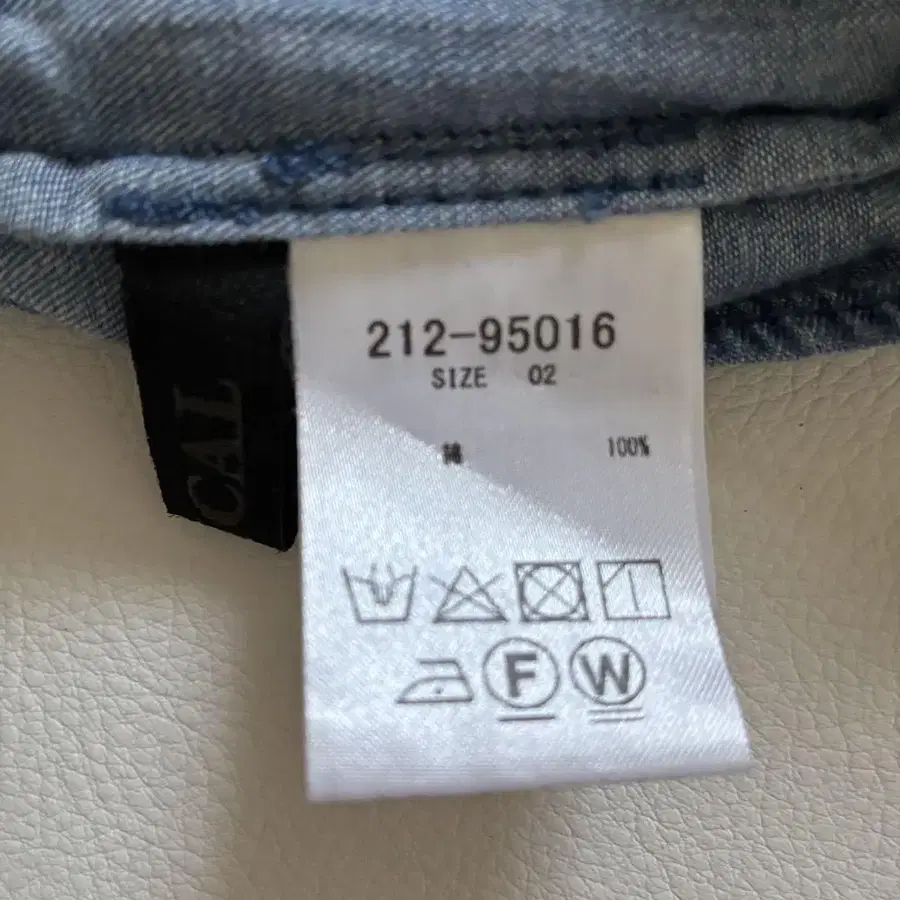 212-95016
SIZE 02
綿 100%
F W
CAL